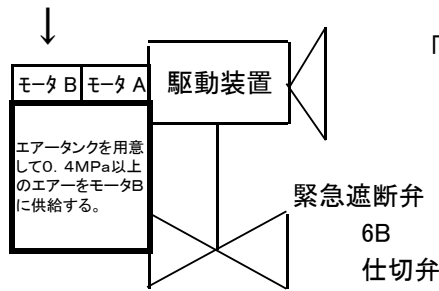 「
モータ B モータ A 駆動装置
エアータンクを用意
して0．4MPa以上
のエアーをモータB
に供給する。
緊急遮断弁
6B
仕切弁